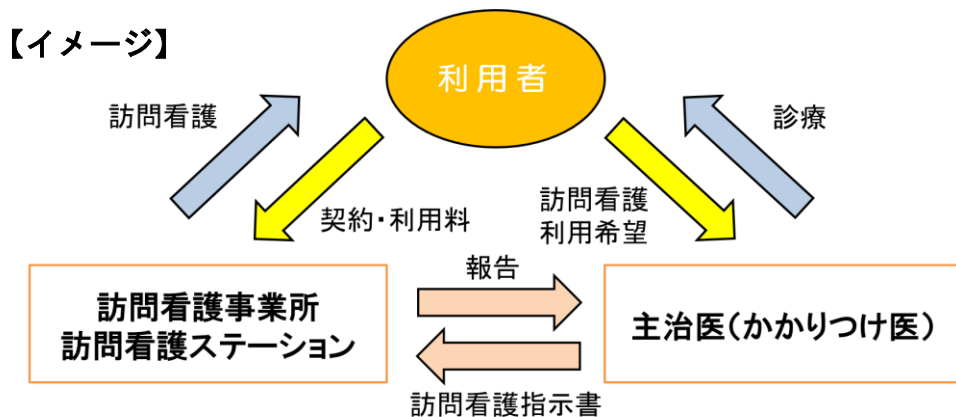 【イメージ】
利用者
訪問看護
診療
契約・利用料
訪問看護
利用希望
報告
訪問看護事業所
訪問看護ステーション
主治医(かかりつけ医)
訪問看護指示書